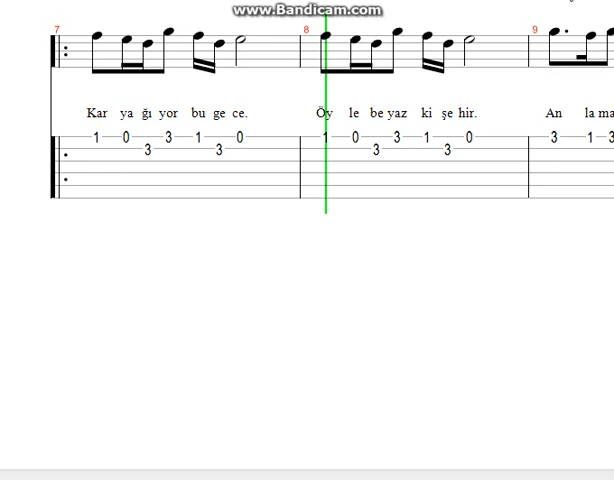 www.Bandicam.com
7 8 9
Kar ya ğı yor bu ge ce. Öy le be yaz ki şe hir. An la ma
1 0 3 1 0 1 0 3 1 0 3 1 3
3 3 3 3